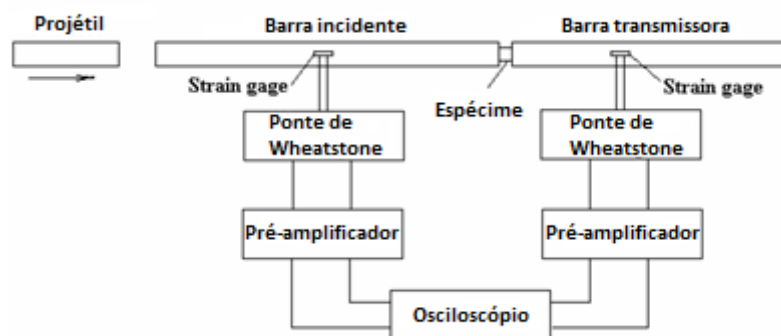 Projétil
Barra incidente
Barra transmissora
Strain gage
Espécime
Strain gage
Ponte de
Wheatstone
Ponte de
Wheatstone
Pré-amplificador
Pré-amplificador
Osciloscópio